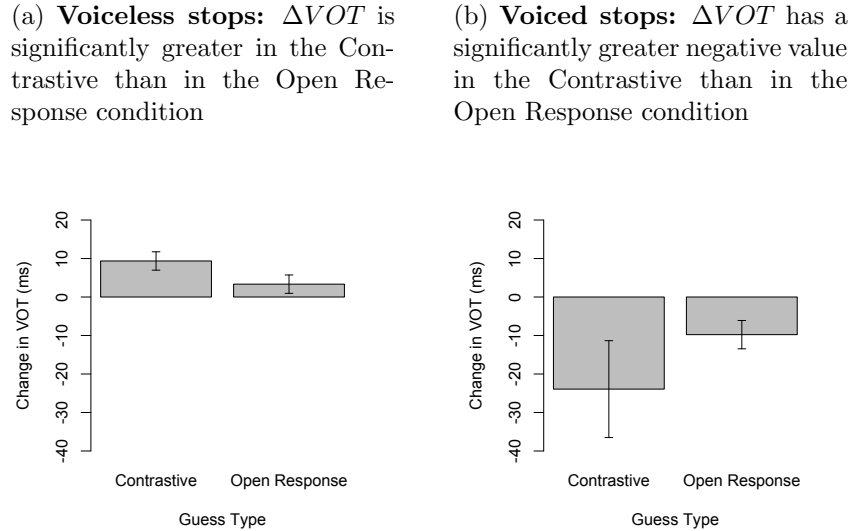 (a) Voiceless stops: ΔVOT is
significantly greater in the Con-
trastive than in the Open Re-
sponse condition
Change in VOT (ms)
20
10
0
-10
-20
-30
-40
Contrastive Open Response
Guess Type
(b) Voiced stops: ΔVOT has a
significantly greater negative value
in the Contrastive than in the
Open Response condition
Change in VOT (ms)
20
10
0
-10
-20
-30
-40
Contrastive Open Response
Guess Type